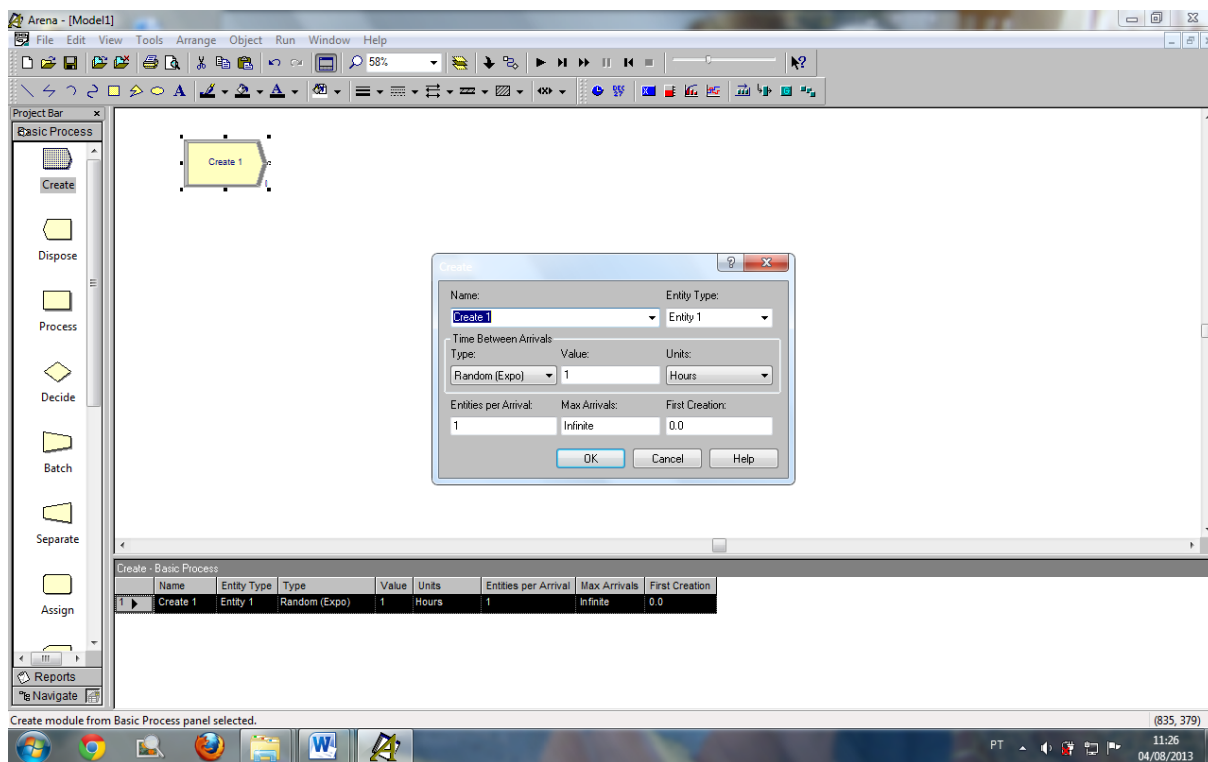 Arena - [Model1]
File Edit View Tools Arrange Object Run Window Help
58%
Project Bar x
Basic Process
Create
Dispose
Process
Decide
Batch
Separate
Assign
Reports
Navigate
Create 1
Create
Name: Entity Type:
Create 1 Entity 1
Time Between Arrivals
Type: Value: Units:
Random (Expo) 1 Hours
Entities per Arrival: Max Arrivals: First Creation:
1 Infinite 0.0
OK Cancel Help
Create - Basic Process
Name Entity Type Type Value Units Entities per Arrival Max Arrivals First Creation
1 Create 1 Entity 1 Random (Expo) 1 Hours 1 Infinite 0.0
Create module from Basic Process panel selected. (835, 379)
PT 11:26
04/08/2013